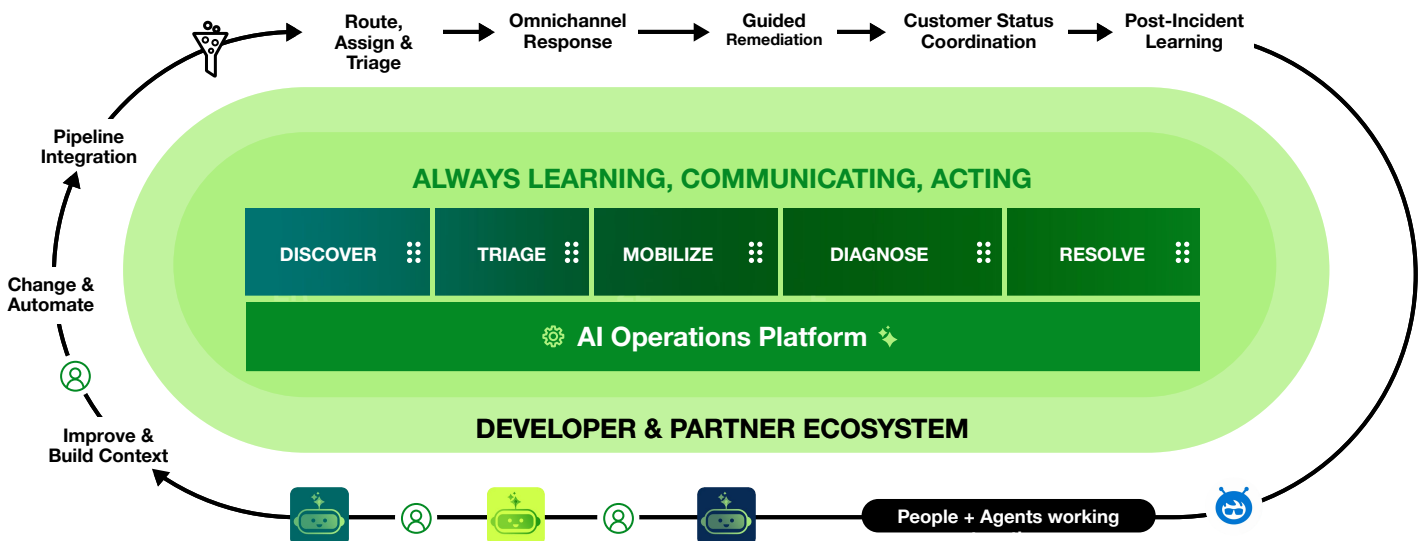 Route,
Assign &
Triage
Omnichannel
Response
Guided
Remediation
Customer Status
Coordination
Post-Incident
Learning
Pipeline
Integration
Change &
Automate
Improve &
Build Context
ALWAYS LEARNING, COMMUNICATING, ACTING
DISCOVER
TRIAGE
MOBILIZE
DIAGNOSE
RESOLVE
AI Operations Platform
DEVELOPER & PARTNER ECOSYSTEM
People + Agents working